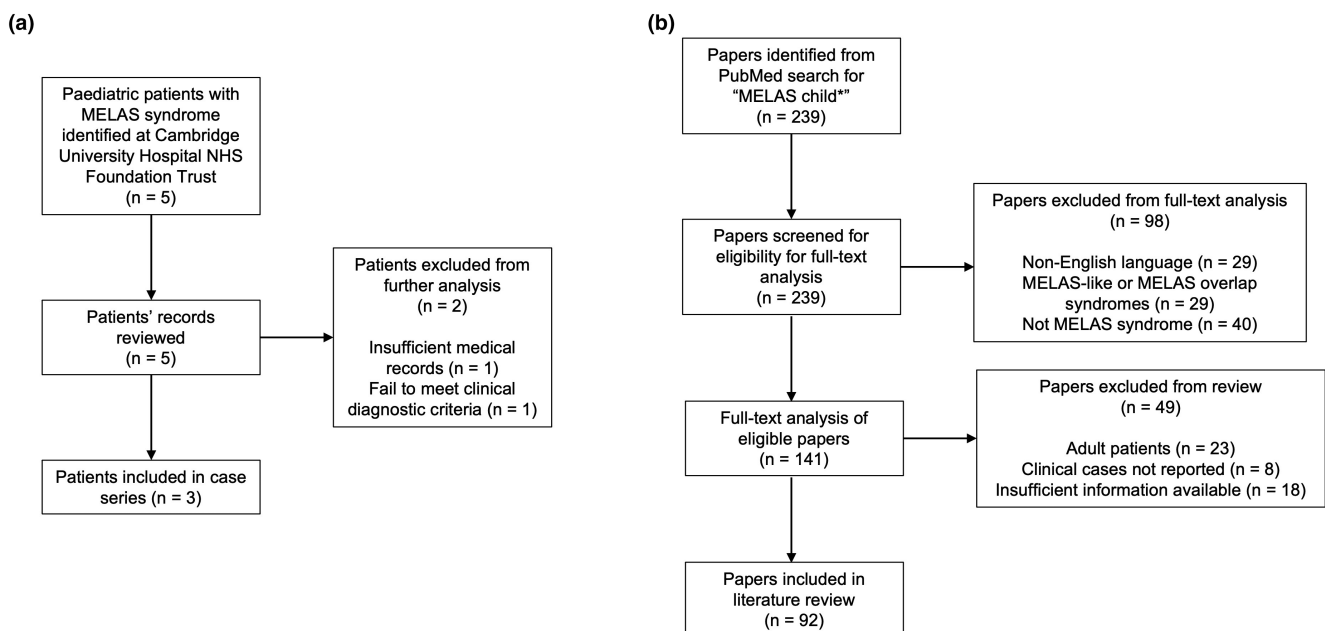 (a)
Paediatric patients with
MELAS syndrome
identified at Cambridge
University Hospital NHS
Foundation Trust
(n = 5)
Patients' records
reviewed
(n = 5)
Patients excluded from
further analysis
(n = 2)
Insufficient medical
records (n = 1)
Fail to meet clinical
diagnostic criteria (n = 1)
Patients included in case
series (n = 3)
(b)
Papers identified from
PubMed search for
“MELAS child*”
(n = 239)
Papers screened for
eligibility for full-text
analysis
(n = 239)
Papers excluded from full-text analysis
(n = 98)
Non-English language (n = 29)
MELAS-like or MELAS overlap
syndromes (n = 29)
Not MELAS syndrome (n = 40)
Full-text analysis of
eligible papers
(n = 141)
Papers excluded from review
(n = 49)
Adult patients (n = 23)
Clinical cases not reported (n = 8)
Insufficient information available (n = 18)
Papers included in
literature review
(n = 92)